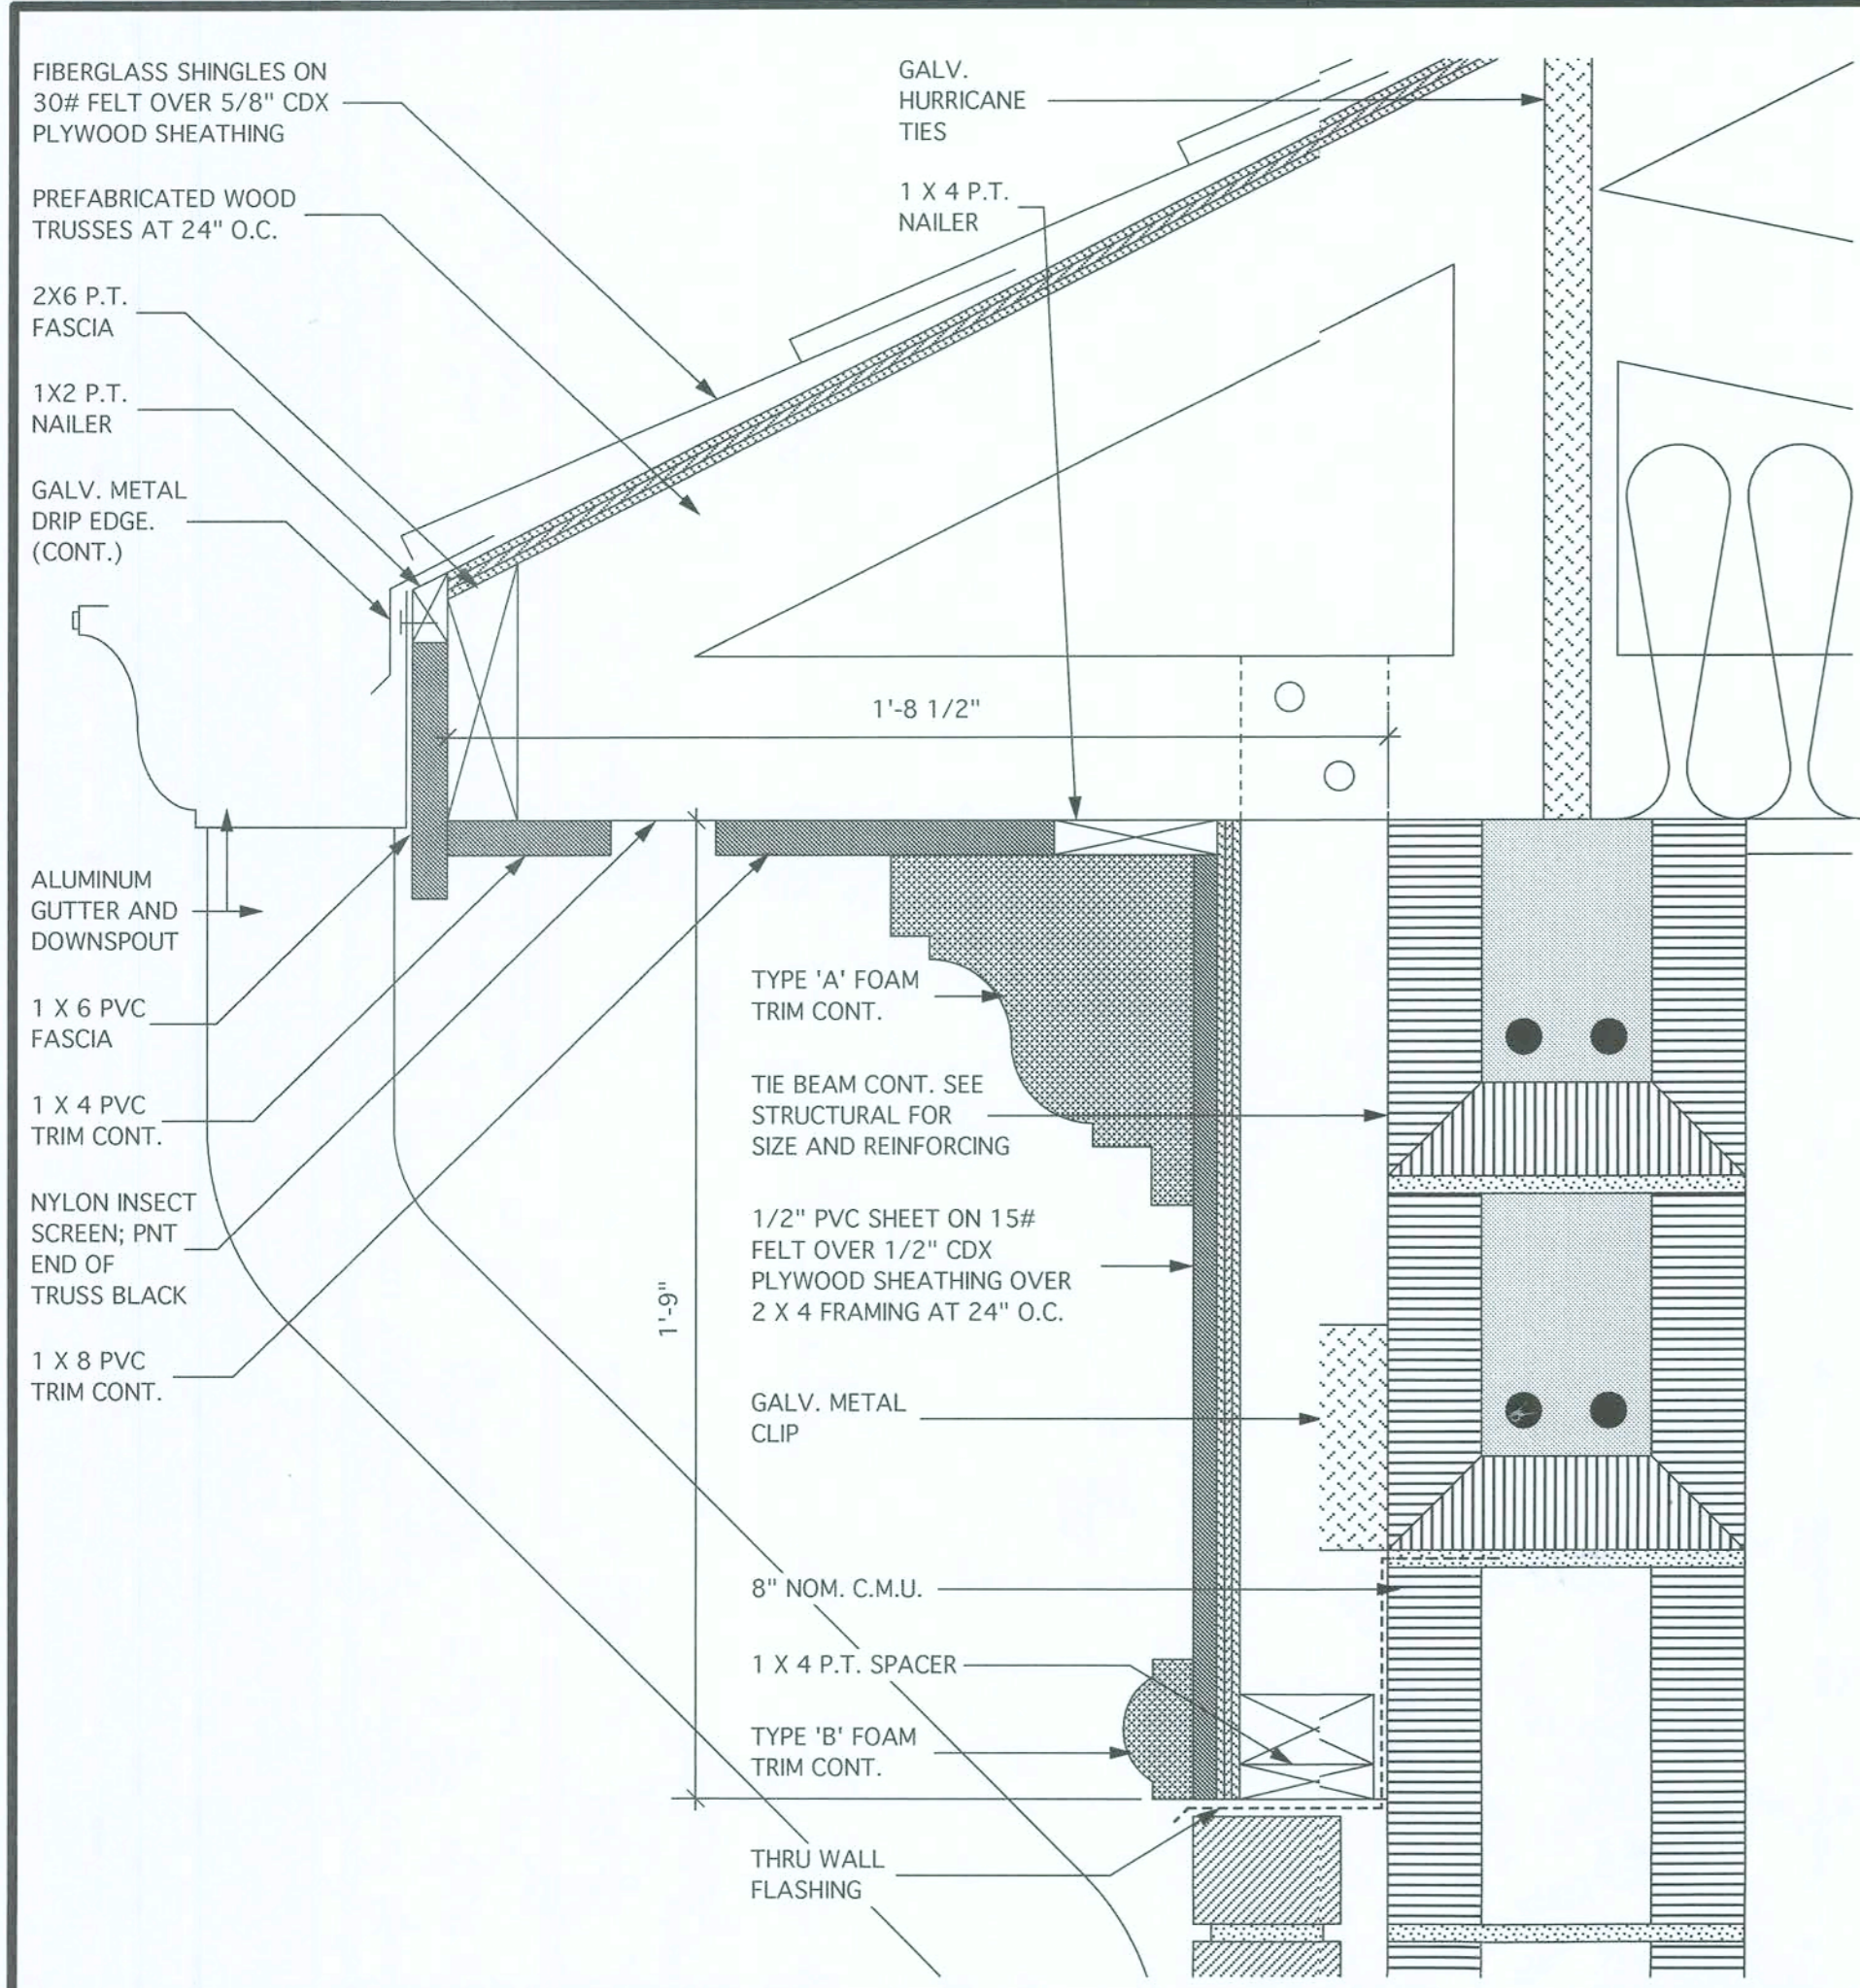 FIBERGLASS SHINGLES ON
30# FELT OVER 5/8" CDX
PLYWOOD SHEATHING
PREFABRICATED WOOD
TRUSSES AT 24" O.C.
2X6 P.T.
FASCIA
1X2 P.T.
NAILER
GALV. METAL
DRIP EDGE.
(CONT.)
ALUMINUM
GUTTER AND
DOWNSPOUT
1 X 6 PVC
FASCIA
1 X 4 PVC
TRIM CONT.
NYLON INSECT
SCREEN; PNT
END OF
TRUSS BLACK
1 X 8 PVC
TRIM CONT.
GALV.
HURRICANE
TIES
1 X 4 P.T.
NAILER
1'-8 1/2"
1'-9"
TYPE 'A' FOAM
TRIM CONT.
TIE BEAM CONT. SEE
STRUCTURAL FOR
SIZE AND REINFORCING
1/2" PVC SHEET ON 15#
FELT OVER 1/2" CDX
PLYWOOD SHEATHING OVER
2 X 4 FRAMING AT 24" O.C.
GALV. METAL
CLIP
8" NOM. C.M.U.
1 X 4 P.T. SPACER
TYPE 'B' FOAM
TRIM CONT.
THRU WALL
FLASHING